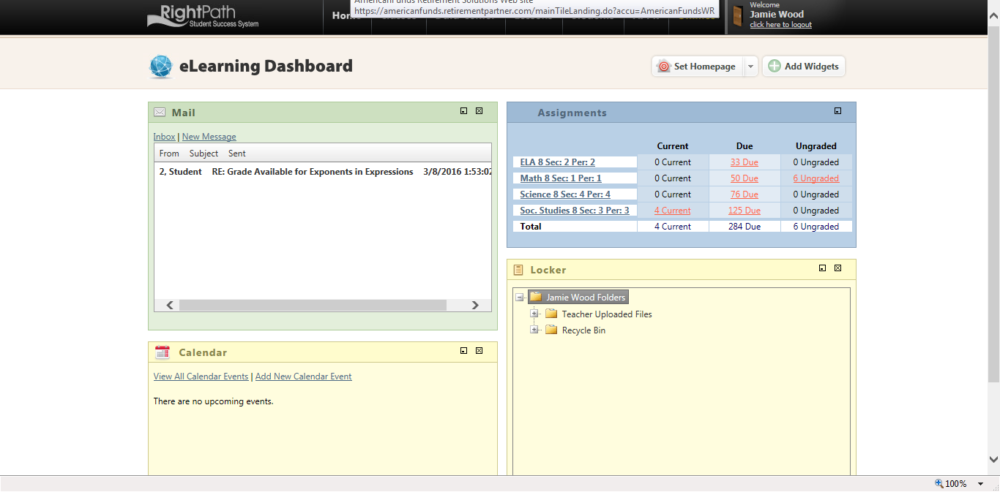 AmericanFunds Retirement Solutions Web site
https://americanfunds.retirementpartner.com/mainTileLanding.do?accu=AmericanFundsWR
RightPath
Student Success System
Welcome
Jamie Wood
click here to logout
eLearning Dashboard
Set Homepage
Add Widgets
Mail
Inbox | New Message
From Subject Sent
2, Student RE: Grade Available for Exponents in Expressions 3/8/2016 1:53:02
Calendar
View All Calendar Events | Add New Calendar Event
There are no upcoming events.
Assignments
Current Due Ungraded
ELA 8 Sec: 2 Per: 2 0 Current 33 Due 0 Ungraded
Math 8 Sec: 1 Per: 1 0 Current 50 Due 6 Ungraded
Science 8 Sec: 4 Per: 4 0 Current 76 Due 0 Ungraded
Soc. Studies 8 Sec: 3 Per: 3 4 Current 125 Due 0 Ungraded
Total 4 Current 284 Due 6 Ungraded
Locker
Jamie Wood Folders
Teacher Uploaded Files
Recycle Bin
100%